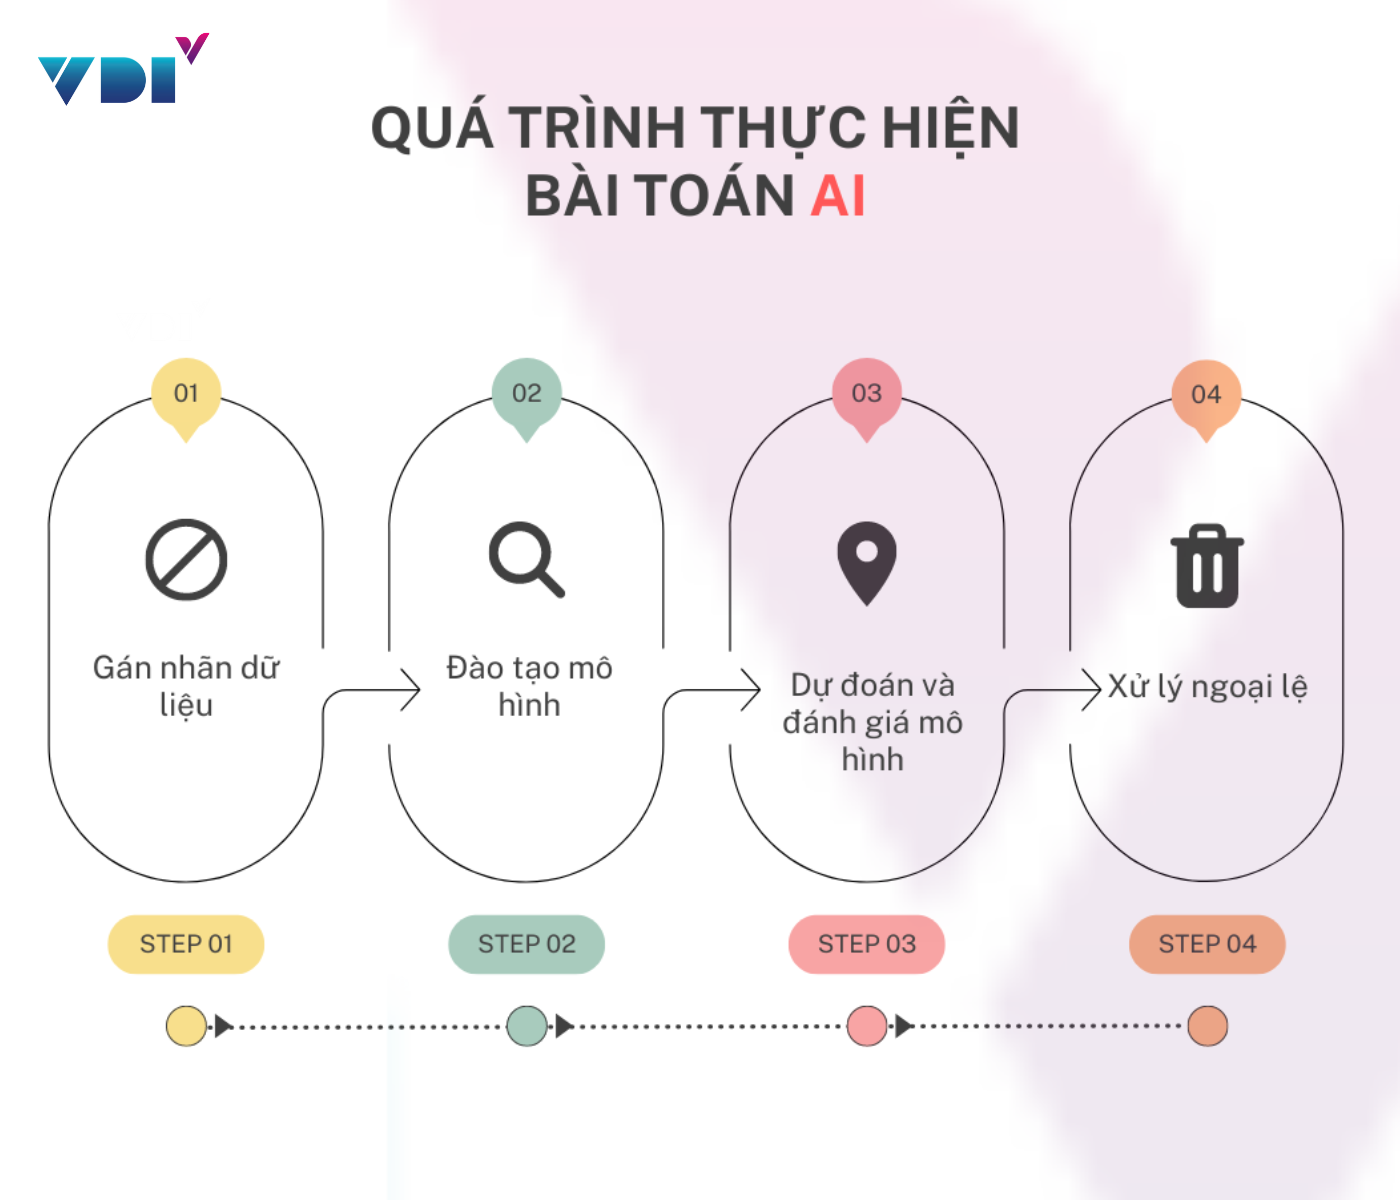 VDI
QUÁ TRÌNH THỰC HIỆN
BÀI TOÁN AI
01
Gán nhãn dữ
liệu
STEP 01
02
Đào tạo mô
hình
STEP 02
03
Dự đoán và
đánh giá mô
hình
STEP 03
04
Xử lý ngoại lệ
STEP 04